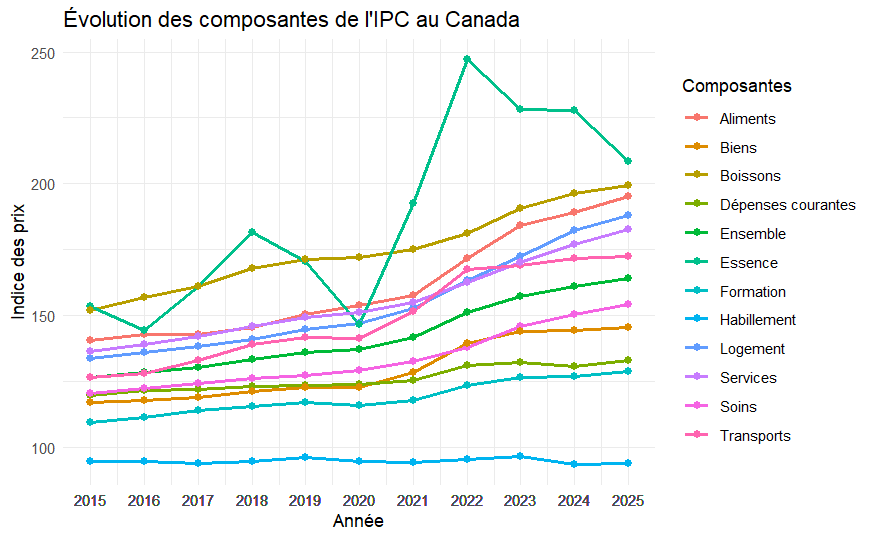 Évolution des composantes de l'IPC au Canada
250
200
150
100
Indice des prix
2015 2016 2017 2018 2019 2020 2021 2022 2023 2024 2025
Année
Composantes
Aliments
Biens
Boissons
Dépenses courantes
Ensemble
Essence
Formation
Habillement
Logement
Services
Soins
Transports